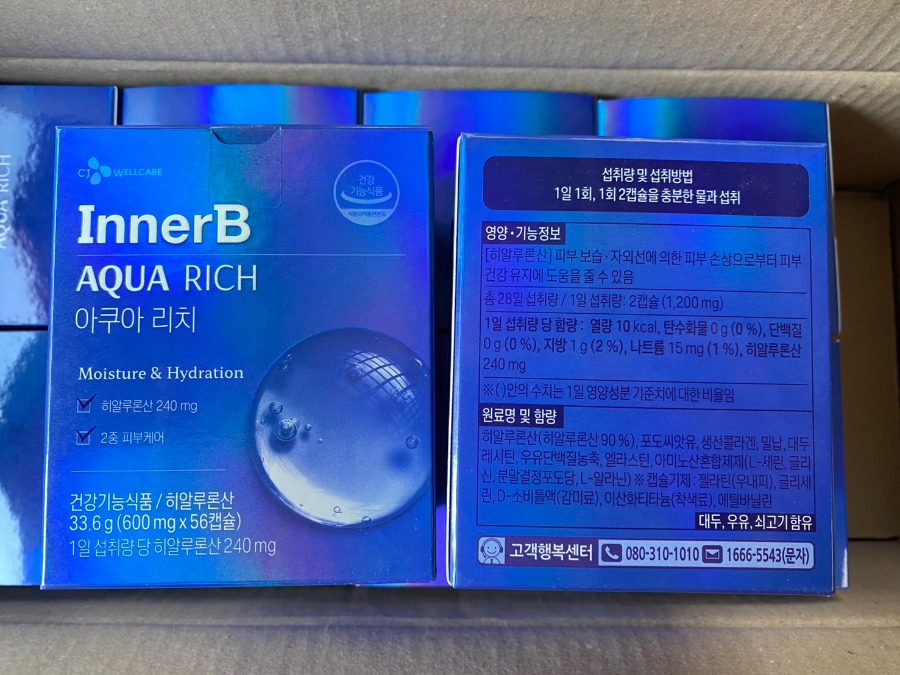 AQUA RICH
CJ WELLCARE
건강
기능식품
식품의약품안전처
InnerB
AQUA RICH
아쿠아 리치
Moisture & Hydration
히알루론산 240 mg
2중 피부케어
건강기능식품 / 히알루론산
33.6 g (600 mg x 56캡슐)
1일 섭취량 당 히알루론산 240 mg
섭취량 및 섭취방법
1일 1회, 1회 2캡슐을 충분한 물과 섭취
영양·기능정보
[히알루론산] 피부 보습·자외선에 의한 피부 손상으로부터 피부
건강 유지에 도움을 줄 수 있음
총 28일 섭취량 / 1일 섭취량: 2캡슐 (1,200 mg)
1일 섭취량 당 함량 : 열량 10 kcal, 탄수화물 0 g (0 %), 단백질
0 g (0 %), 지방 1 g (2 %), 나트륨 15 mg (1 %), 히알루론산
240 mg
※ ( )안의 수치는 1일 영양성분 기준치에 대한 비율임
원료명 및 함량
히알루론산(히알루론산 90 %), 포도씨앗유, 생선콜라겐, 밀납, 대두
레시틴, 우유단백질농축, 엘라스틴, 아미노산혼합제제(L-세린, 글리
신, 분말결정포도당, L-알라닌) ※ 캡슐기제 : 젤라틴(우내피), 글리세
린, D-소비톨액(감미료), 이산화티타늄(착색료), 에틸바닐린
대두, 우유, 쇠고기 함유
고객행복센터 080-310-1010 1666-5543(문자)